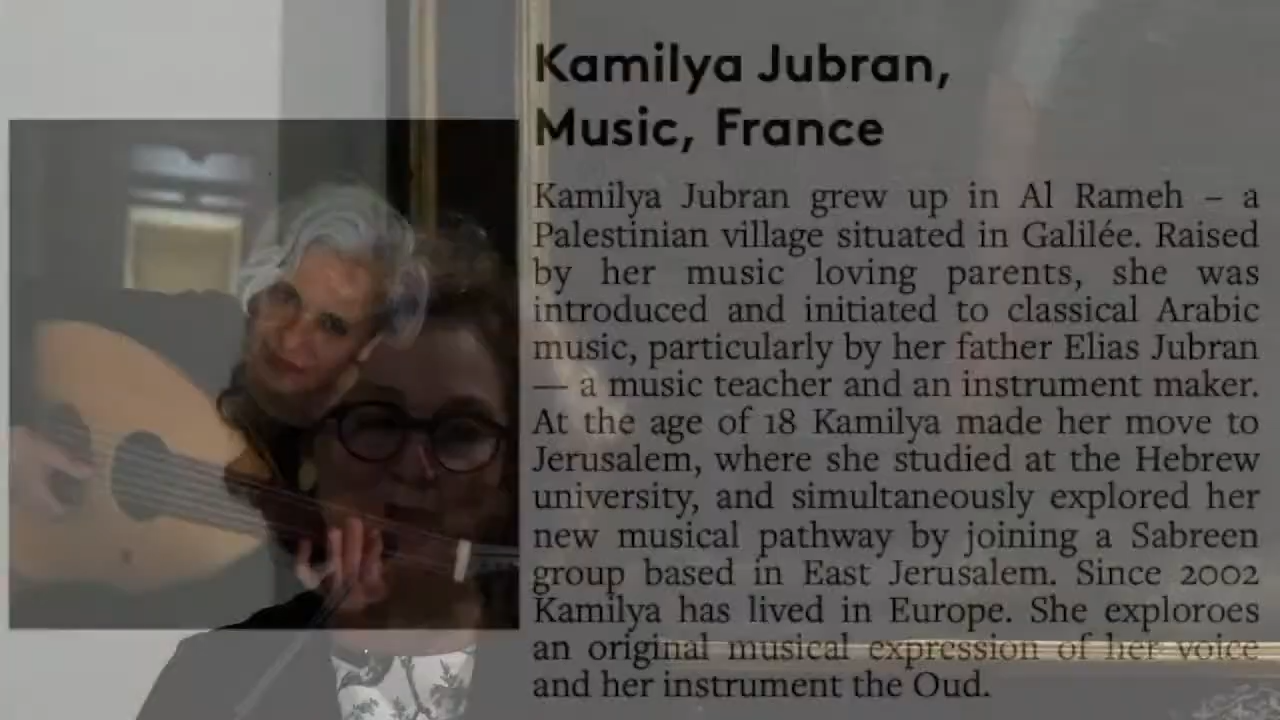 Kamilya Jubran,
Music, France
Kamilya Jubran grew up in Al Rameh – a
Palestinian village situated in Galilée. Raised
by her music loving parents, she was
introduced and initiated to classical Arabic
music, particularly by her father Elias Jubran
— a music teacher and an instrument maker.
At the age of 18 Kamilya made her move to
Jerusalem, where she studied at the Hebrew
university, and simultaneously explored her
new musical pathway by joining a Sabreen
group based in East Jerusalem. Since 2002
Kamilya has lived in Europe. She exploroes
an original musical expression of her voice
and her instrument the Oud.